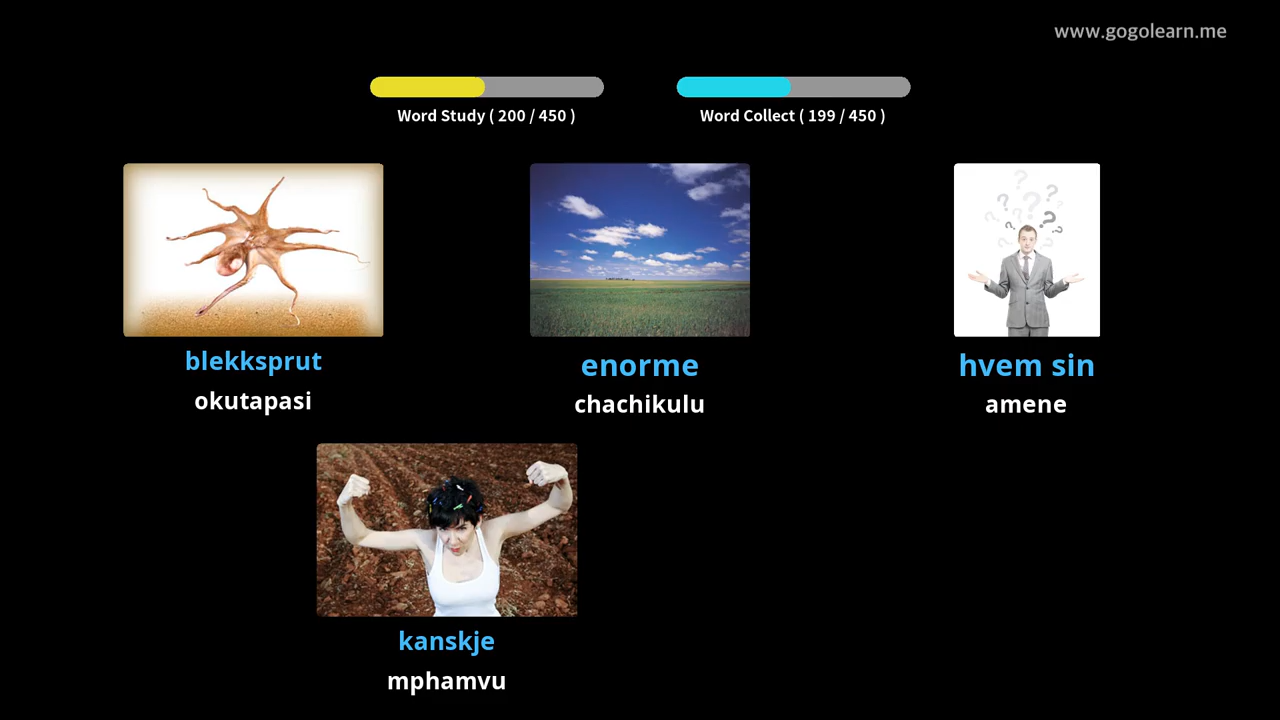 www.gogolearn.me
Word Study ( 200 / 450 )
Word Collect ( 199 / 450 )
blekksprut
okutapasi
enorme
chachikulu
hvem sin
amene
kanskje
mphamvu